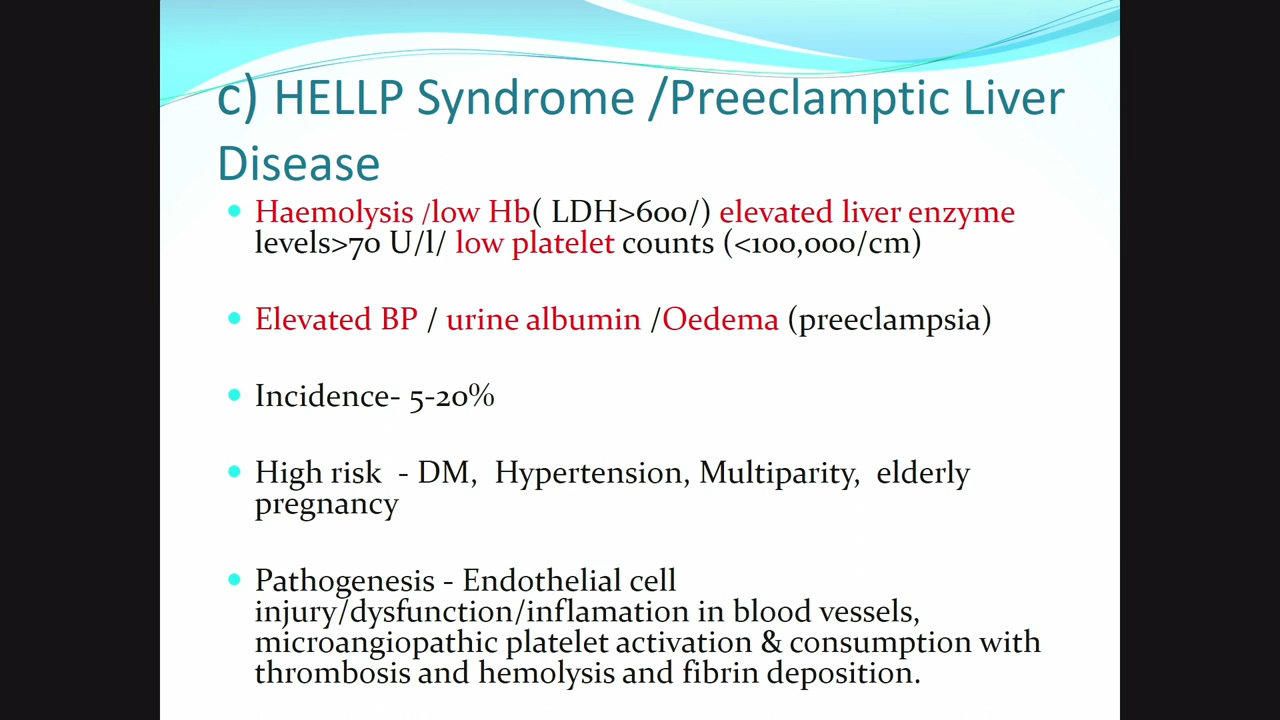 c) HELLP Syndrome /Preeclamptic Liver
Disease
• Haemolysis /low Hb( LDH>600/) elevated liver enzyme
levels>70 U/l/ low platelet counts (<100,000/cm)
• Elevated BP / urine albumin /Oedema (preeclampsia)
• Incidence- 5-20%
• High risk - DM, Hypertension, Multiparity, elderly
pregnancy
• Pathogenesis - Endothelial cell
injury/dysfunction/inflamation in blood vessels,
microangiopathic platelet activation & consumption with
thrombosis and hemolysis and fibrin deposition.